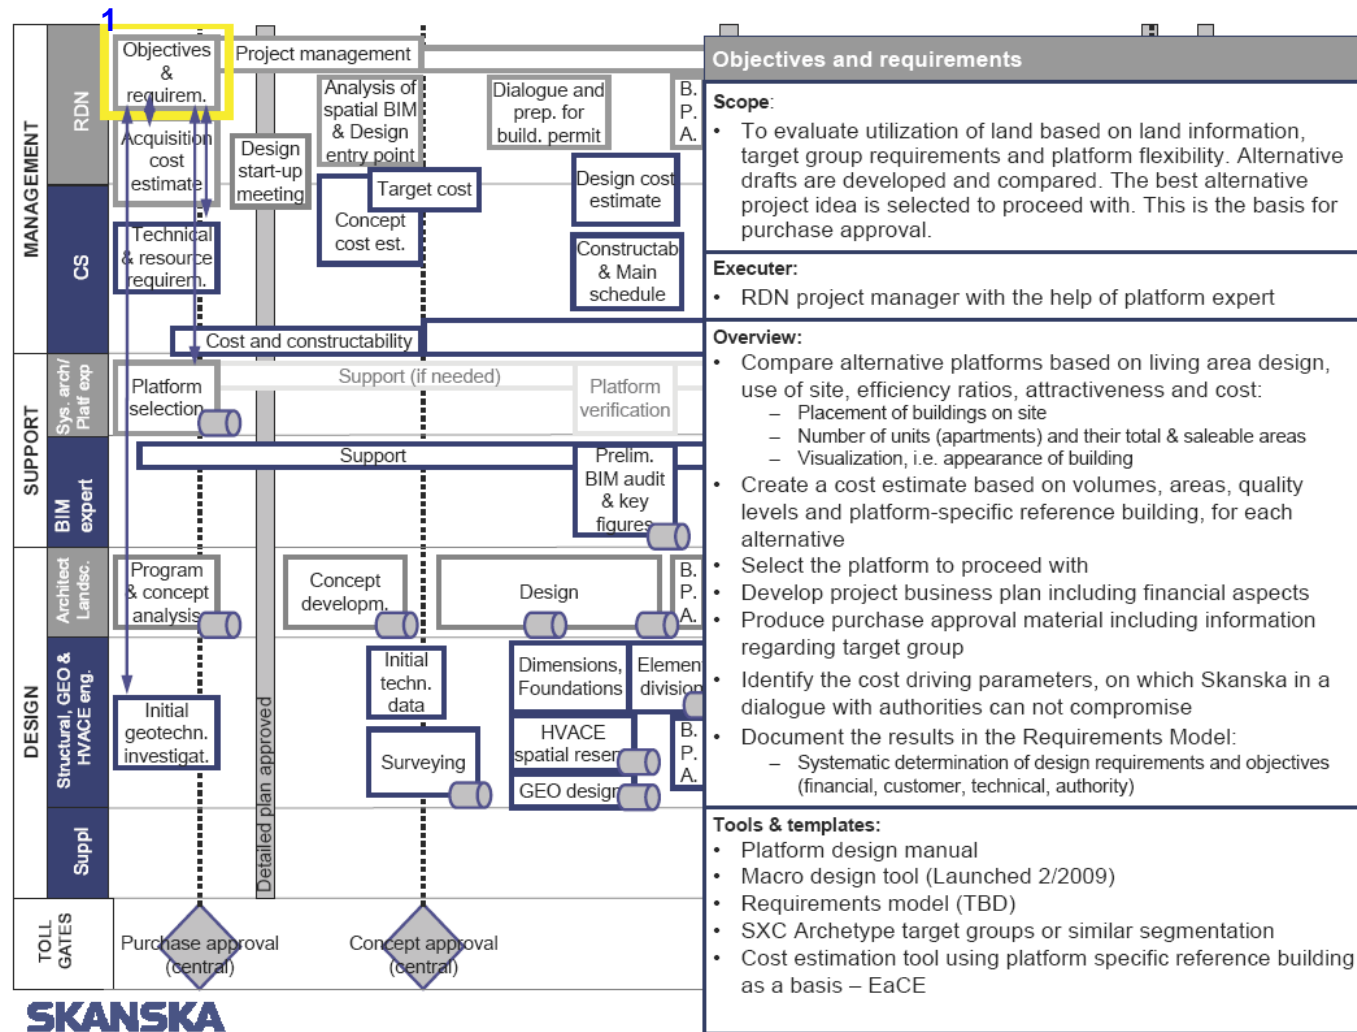 1
MANAGEMENT
RDN
CS
SUPPORT
Sys. arch/
Platf exp
BIM
expert
DESIGN
Architect
Landsc.
Structural, GEO &
HVACE eng.
Suppl
TOLL
GATES
Objectives
&
requirem.
Project management
Acquisition
cost
estimate
Design
start-up
meeting
Analysis of
spatial BIM
& Design
entry point
Dialogue and
prep. for
build. permit
B.
P.
A.
Target cost
Concept
cost est.
Design cost
estimate
Technical
& resource
requirem.
Constructab
& Main
schedule
Cost and constructability
Platform
selection
Support (if needed)
Platform
verification
Support
Prelim.
BIM audit
& key
figures
Program
& concept
analysis
Concept
developm.
Design
B.
P.
A.
Initial
techn.
data
Dimensions,
Foundations
Elemen
division
Initial
geotechn.
investigat.
Surveying
HVACE
spatial reser
GEO design
B.
P.
A.
Detailed plan approved
Purchase approval
(central)
Concept approval
(central)
SKANSKA
Objectives and requirements
Scope:
• To evaluate utilization of land based on land information,
target group requirements and platform flexibility. Alternative
drafts are developed and compared. The best alternative
project idea is selected to proceed with. This is the basis for
purchase approval.
Executer:
• RDN project manager with the help of platform expert
Overview:
• Compare alternative platforms based on living area design,
use of site, efficiency ratios, attractiveness and cost:
– Placement of buildings on site
– Number of units (apartments) and their total & saleable areas
– Visualization, i.e. appearance of building
• Create a cost estimate based on volumes, areas, quality
levels and platform-specific reference building, for each
alternative
• Select the platform to proceed with
• Develop project business plan including financial aspects
• Produce purchase approval material including information
regarding target group
• Identify the cost driving parameters, on which Skanska in a
dialogue with authorities can not compromise
• Document the results in the Requirements Model:
– Systematic determination of design requirements and objectives
(financial, customer, technical, authority)
Tools & templates:
• Platform design manual
• Macro design tool (Launched 2/2009)
• Requirements model (TBD)
• SXC Archetype target groups or similar segmentation
• Cost estimation tool using platform specific reference building
as a basis – EaCE